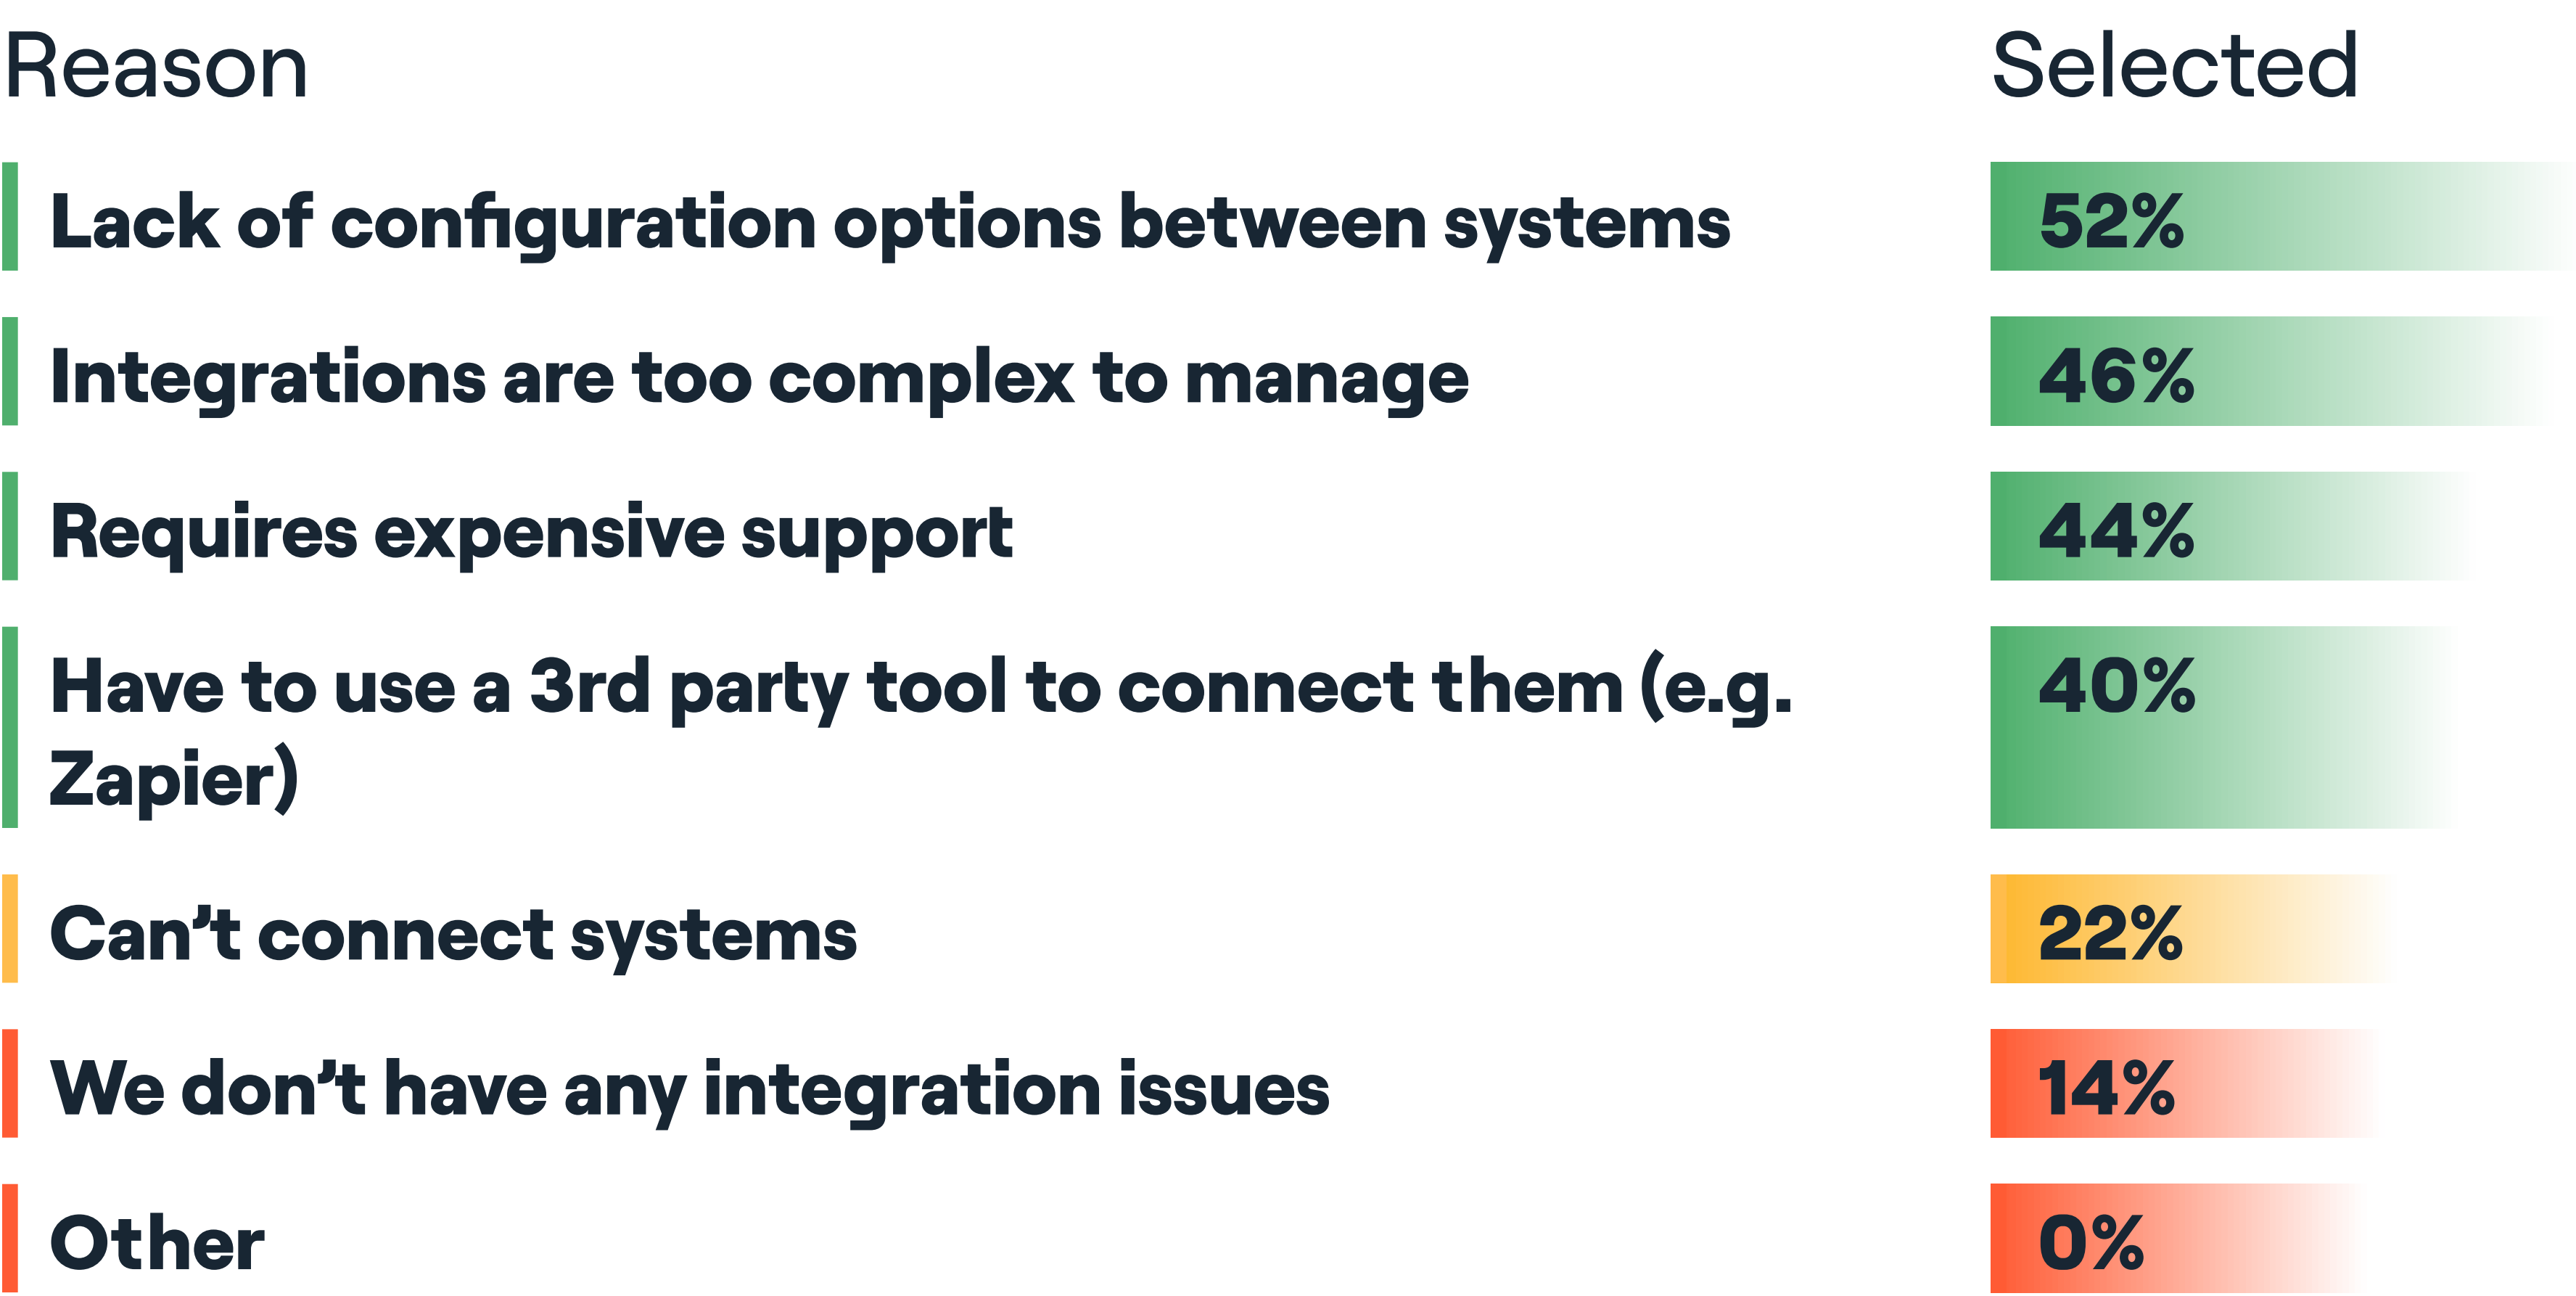 Reason Selected
Lack of configuration options between systems 52%
Integrations are too complex to manage 46%
Requires expensive support 44%
Have to use a 3rd party tool to connect them (e.g. 40%
Zapier)
Can’t connect systems 22%
We don’t have any integration issues 14%
Other 0%